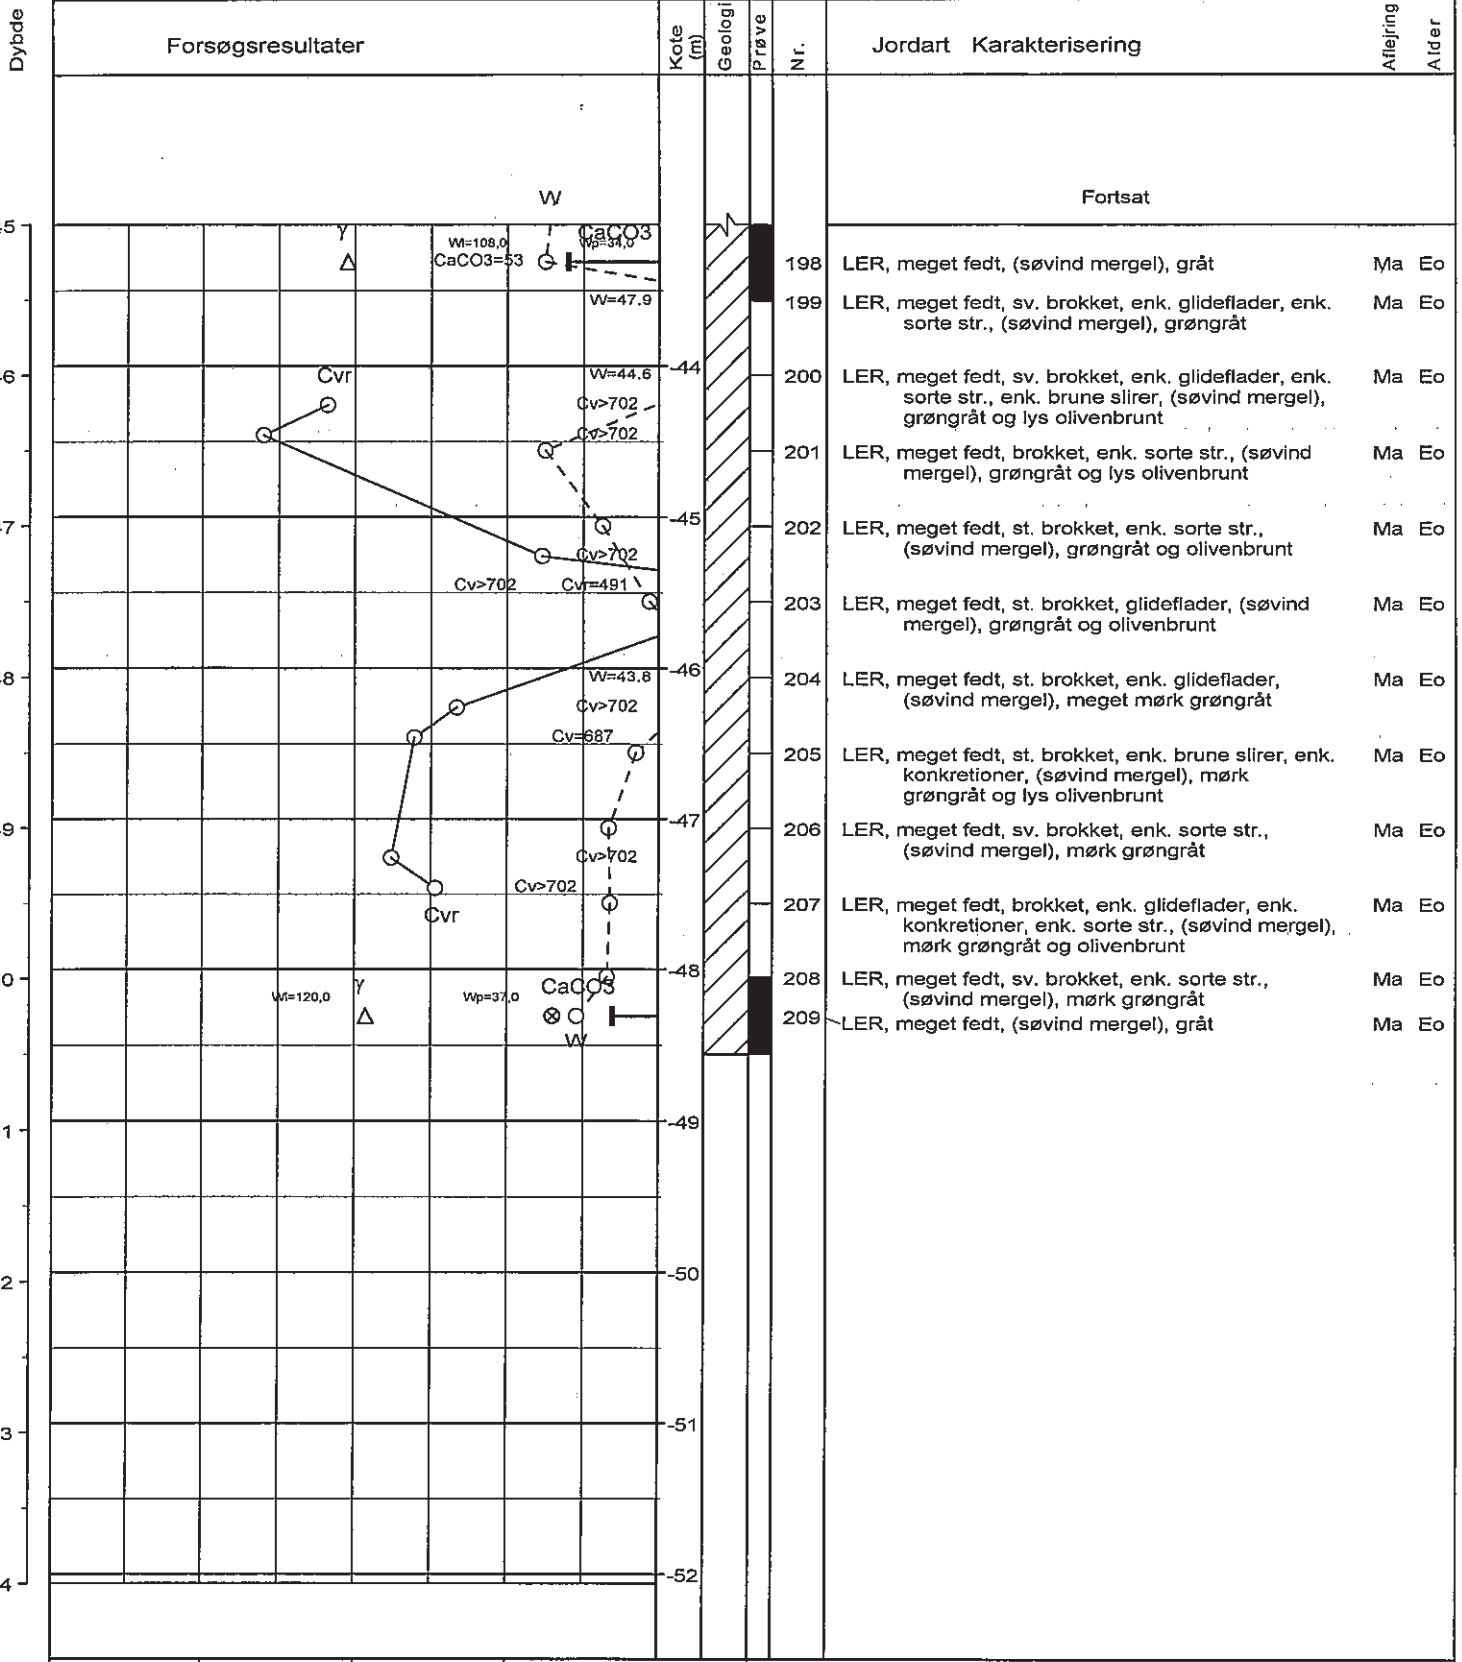 Dybde
Forsøgsresultater
Kote (m)
Geologi
Prøve
Nr.
Jordart Karakterisering
Aflejring
Alder
Fortsat
W
5
γ
Wl=108,0
CaCO3
Wp=34,0
CaCO3=53
198 LER, meget fedt, (søvind mergel), gråt Ma Eo
W=47.9
199 LER, meget fedt, sv. brokket, enk. glideflader, enk. Ma Eo
sorte str., (søvind mergel), grøngråt
6
Cvr
W=44.6
-44
200 LER, meget fedt, sv. brokket, enk. glideflader, enk. Ma Eo
sorte str., enk. brune slirer, (søvind mergel),
grøngråt og lys olivenbrunt
Cv>702
Cv>702
201 LER, meget fedt, brokket, enk. sorte str., (søvind Ma Eo
mergel), grøngråt og lys olivenbrunt
7
-45
202 LER, meget fedt, st. brokket, enk. sorte str., Ma Eo
(søvind mergel), grøngråt og olivenbrunt
Cv>702
Cv>702 Cvr=491
203 LER, meget fedt, st. brokket, glideflader, (søvind Ma Eo
mergel), grøngråt og olivenbrunt
8
W=43.8
-46
204 LER, meget fedt, st. brokket, enk. glideflader, Ma Eo
(søvind mergel), meget mørk grøngråt
Cv>702
Cv=687
205 LER, meget fedt, st. brokket, enk. brune slirer, enk. Ma Eo
konkretioner, (søvind mergel), mørk
grøngråt og lys olivenbrunt
9
-47
206 LER, meget fedt, sv. brokket, enk. sorte str., Ma Eo
(søvind mergel), mørk grøngråt
Cv>702
Cv>702
Cvr
207 LER, meget fedt, brokket, enk. glideflader, enk. Ma Eo
konkretioner, enk. sorte str., (søvind mergel),
mørk grøngråt og olivenbrunt
0
-48
208 LER, meget fedt, sv. brokket, enk. sorte str., Ma Eo
(søvind mergel), mørk grøngråt
γ
Wl=120,0
Wp=37,0
CaCO3
209 LER, meget fedt, (søvind mergel), gråt Ma Eo
W
1
-49
2
-50
3
-51
4
-52